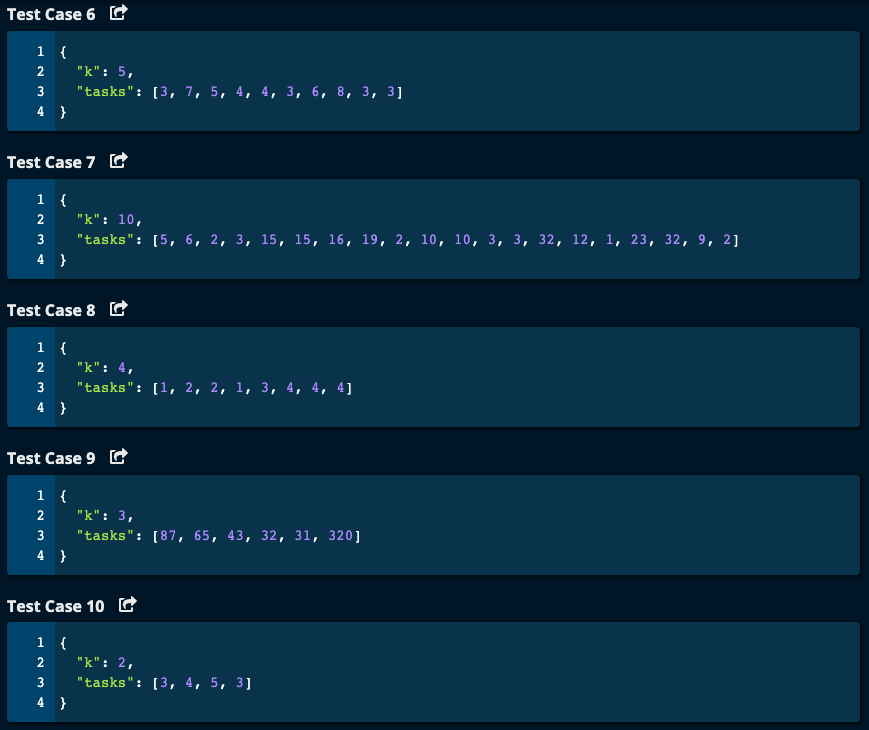 Test Case 6
1 {
2 "k": 5,
3 "tasks": [3, 7, 5, 4, 4, 3, 6, 8, 3, 3]
4 }
Test Case 7
1 {
2 "k": 10,
3 "tasks": [5, 6, 2, 3, 15, 15, 16, 19, 2, 10, 10, 3, 3, 32, 12, 1, 23, 32, 9, 2]
4 }
Test Case 8
1 {
2 "k": 4,
3 "tasks": [1, 2, 2, 1, 3, 4, 4, 4]
4 }
Test Case 9
1 {
2 "k": 3,
3 "tasks": [87, 65, 43, 32, 31, 320]
4 }
Test Case 10
1 {
2 "k": 2,
3 "tasks": [3, 4, 5, 3]
4 }